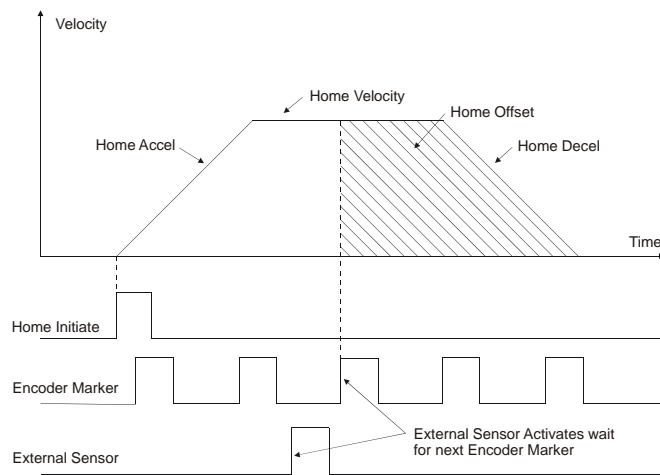 Velocity
Home Velocity
Home Offset
Home Accel
Home Decel
Time
Home Initiate
Encoder Marker
External Sensor Activates wait
for next Encoder Marker
External Sensor